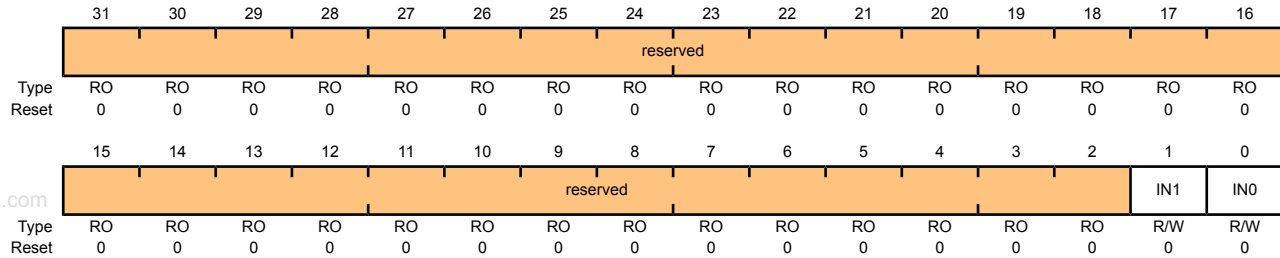 31 30 29 28 27 26 25 24 23 22 21 20 19 18 17 16
reserved
Type RO RO RO RO RO RO RO RO RO RO RO RO RO RO RO RO
Reset 0 0 0 0 0 0 0 0 0 0 0 0 0 0 0 0
15 14 13 12 11 10 9 8 7 6 5 4 3 2 1 0
reserved IN1 IN0
.com
Type RO RO RO RO RO RO RO RO RO RO RO RO RO RO R/W R/W
Reset 0 0 0 0 0 0 0 0 0 0 0 0 0 0 0 0